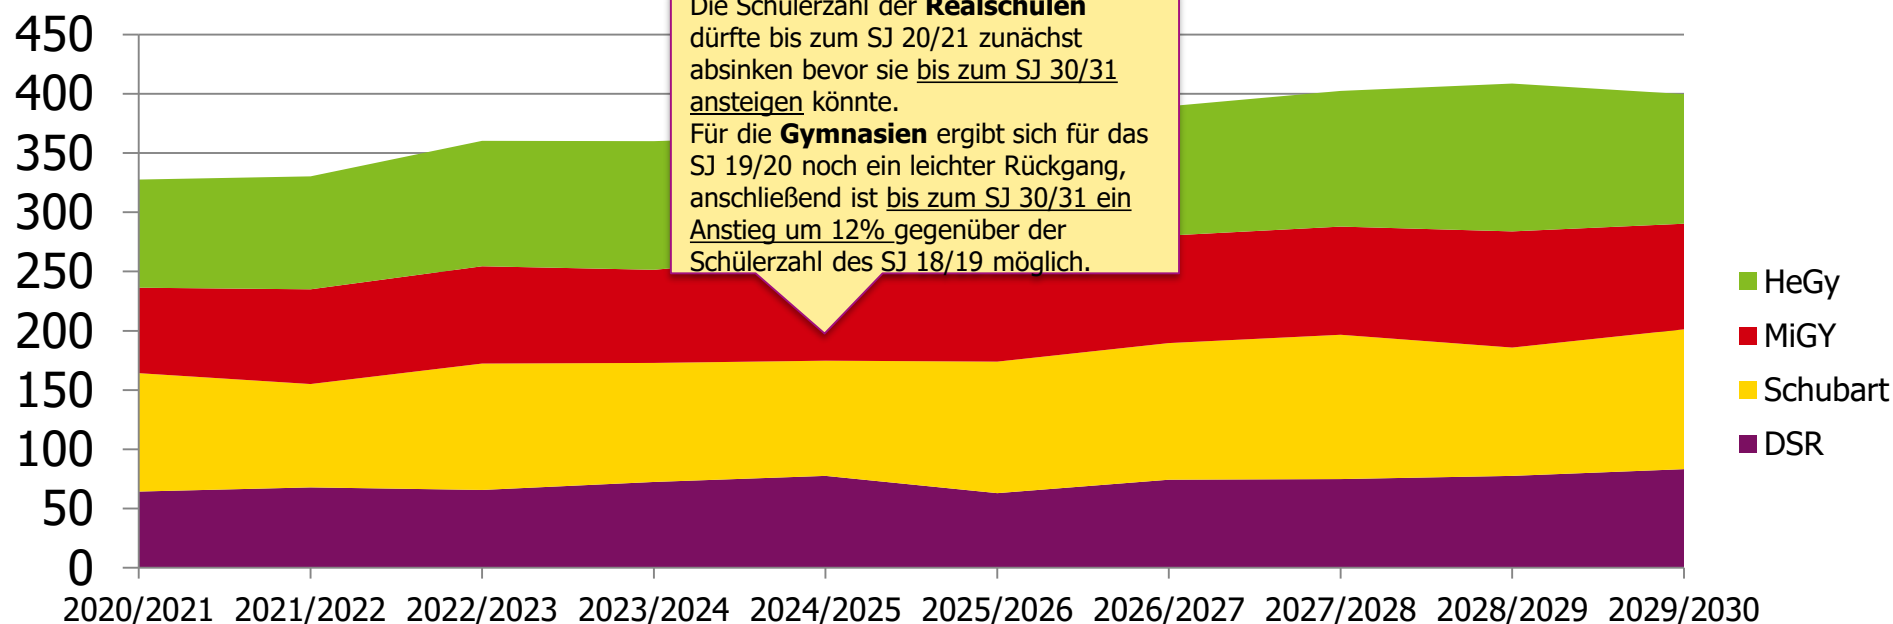 Die Schülerzahl der Realschulen
dürfte bis zum SJ 20/21 zunächst
absinken bevor sie bis zum SJ 30/31
ansteigen könnte.
Für die Gymnasien ergibt sich für das
SJ 19/20 noch ein leichter Rückgang,
anschließend ist bis zum SJ 30/31 ein
Anstieg um 12% gegenüber der
Schülerzahl des SJ 18/19 möglich.
450
400
350
300
250
200
150
100
50
0
2020/2021 2021/2022 2022/2023 2023/2024 2024/2025 2025/2026 2026/2027 2027/2028 2028/2029 2029/2030
HeGy
MiGY
Schubart
DSR